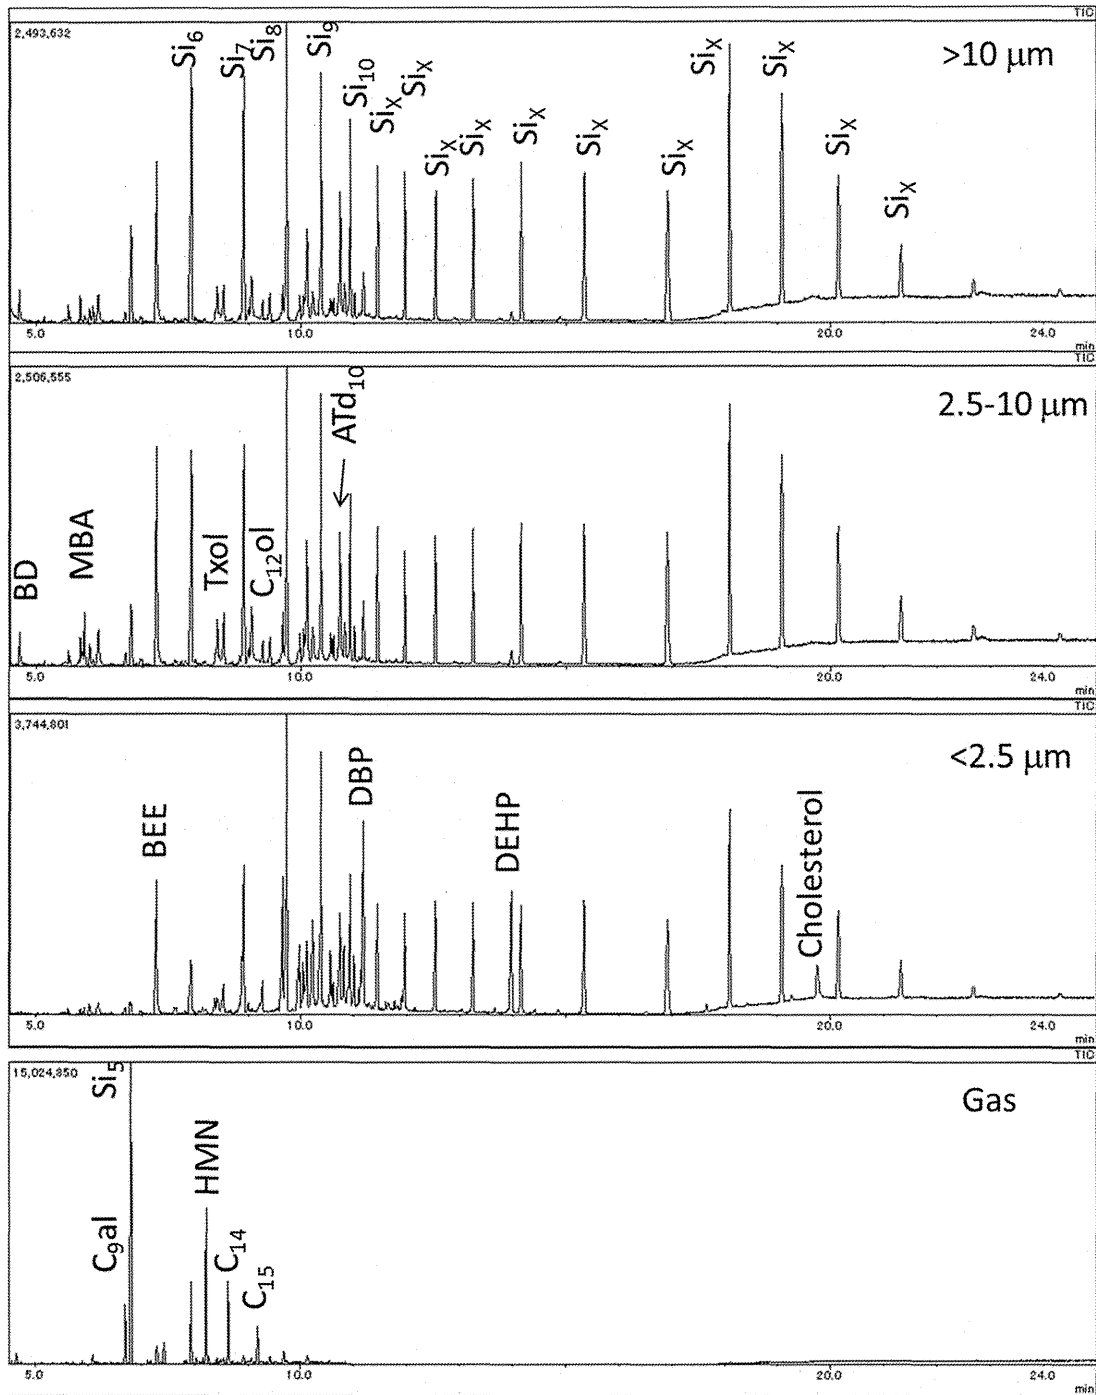 TIC
2,493,632
>10 μm
Si6
Si7
Si8
Si9
Si10
SiX
SiX
SiX
SiX
SiX
SiX
SiX
SiX
SiX
SiX
SiX
5.0 10.0 20.0 24.0
min
TIC
2,506,555
2.5-10 μm
BD
MBA
Txol
C12ol
ATd10
5.0 10.0 20.0 24.0
min
TIC
3,744,801
<2.5 μm
BEE
DBP
DEHP
Cholesterol
5.0 10.0 20.0 24.0
min
TIC
15,024,850
Gas
C9al
Si5
HMN
C14
C15
5.0 10.0 20.0 24.0
min